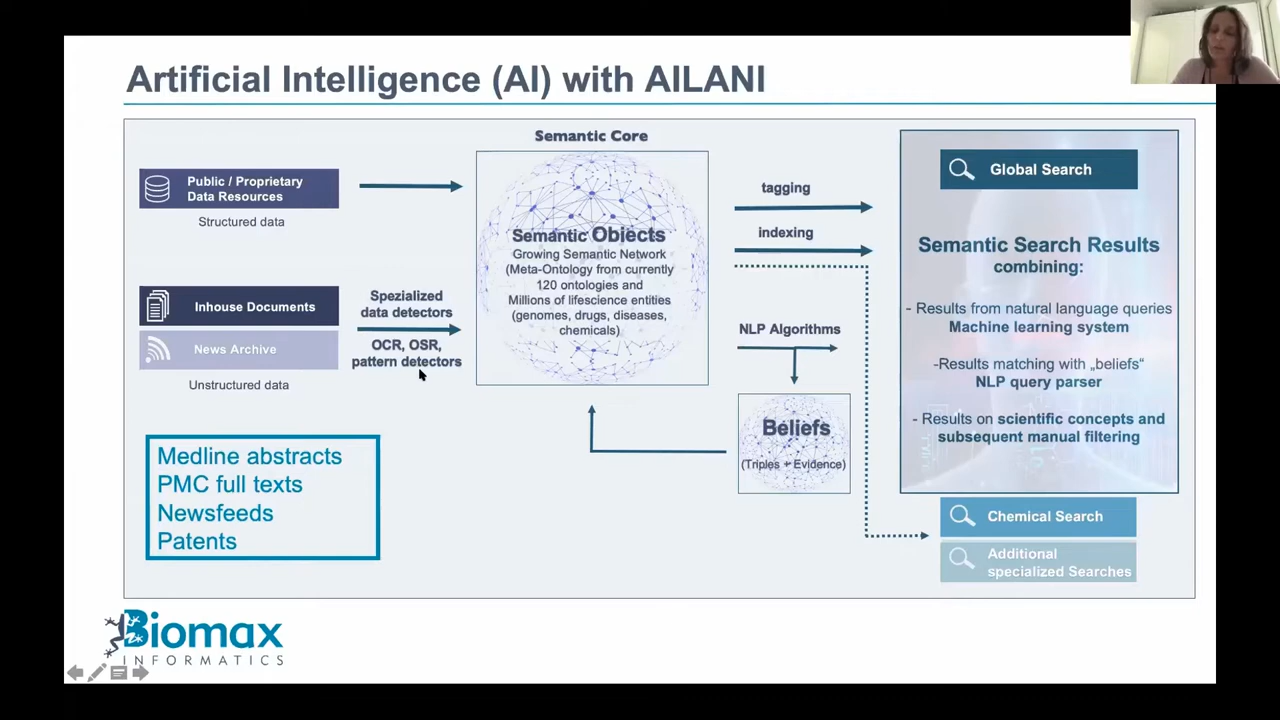 Artificial Intelligence (AI) with AILANI
Semantic Core
Public / Proprietary
Data Resources
Structured data
Inhouse Documents
News Archive
Unstructured data
Spezialized
data detectors
OCR, OSR,
pattern detectors
Medline abstracts
PMC full texts
Newsfeeds
Patents
Semantic Objects
Growing Semantic Network
(Meta-Ontology from currently
120 ontologies and
Millions of lifescience entities
(genomes, drugs, diseases,
chemicals)
tagging
indexing
NLP Algorithms
Beliefs
(Triples + Evidence)
Global Search
Semantic Search Results
combining:
- Results from natural language queries
Machine learning system
-Results matching with „beliefs“
NLP query parser
- Results on scientific concepts and
subsequent manual filtering
Chemical Search
Additional
specialized Searches
Biomax
INFORMATICS